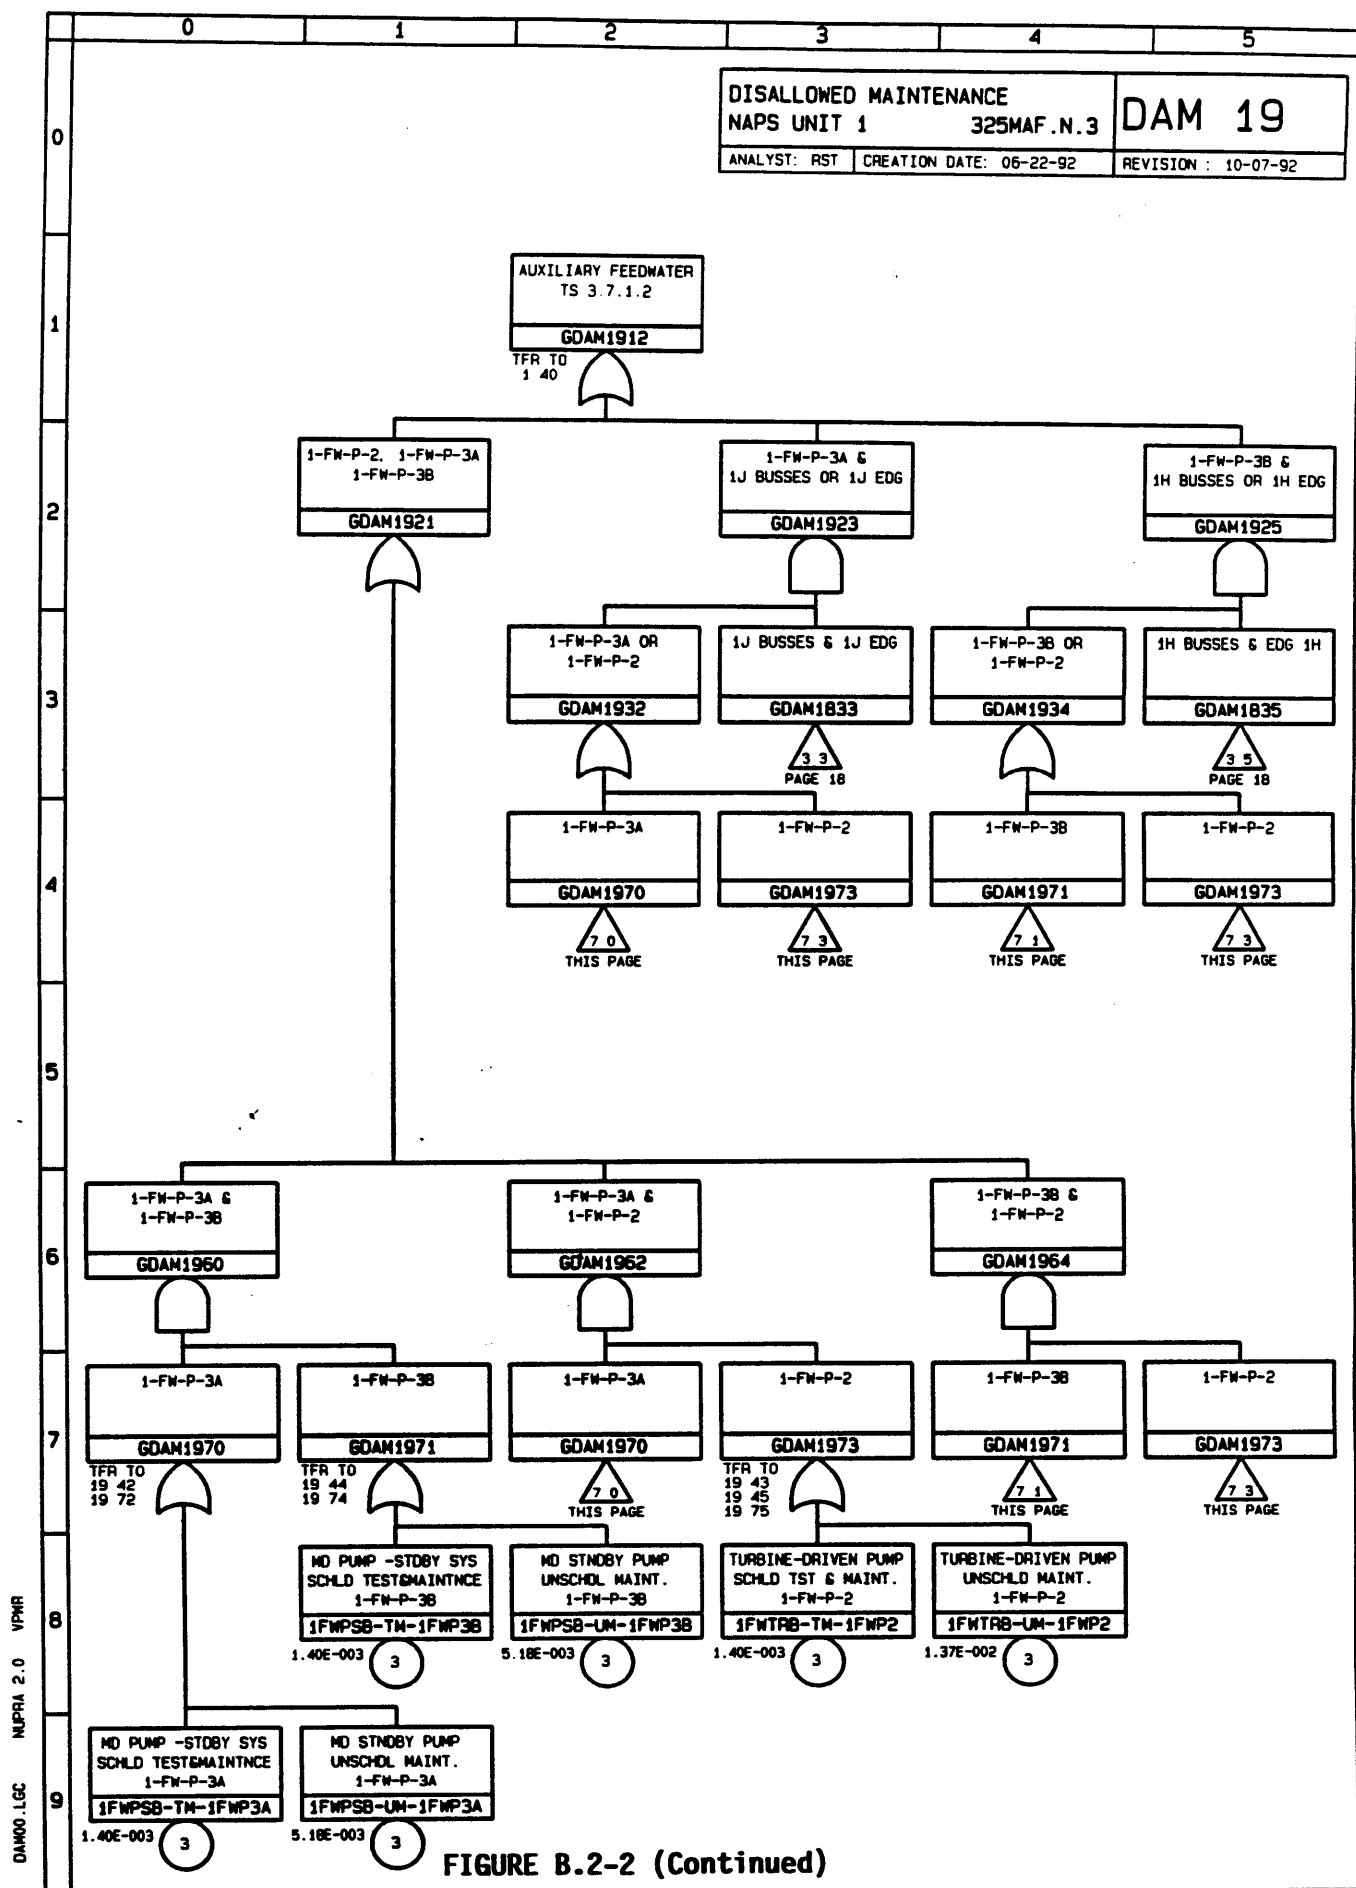 0 1 2 3 4 5
DISALLOWED MAINTENANCE
NAPS UNIT 1 325MAF.N.3
DAM 19
ANALYST: RST CREATION DATE: 06-22-92 REVISION : 10-07-92
0
AUXILIARY FEEDWATER
TS 3.7.1.2
GDAM1912
TFR TO
1 40
1
1-FW-P-2, 1-FW-P-3A
1-FW-P-3B
GDAM1921
1-FW-P-3A &
1J BUSSES OR 1J EDG
GDAM1923
1-FW-P-3B &
1H BUSSES OR 1H EDG
GDAM1925
2
1-FW-P-3A OR
1-FW-P-2
GDAM1932
1J BUSSES & 1J EDG
GDAM1833
3 3
PAGE 18
1-FW-P-3B OR
1-FW-P-2
GDAM1934
1H BUSSES & EDG 1H
GDAM1835
3 5
PAGE 18
3
1-FW-P-3A
GDAM1970
7 0
THIS PAGE
1-FW-P-2
GDAM1973
7 3
THIS PAGE
1-FW-P-3B
GDAM1971
7 1
THIS PAGE
1-FW-P-2
GDAM1973
7 3
THIS PAGE
4
5
1-FW-P-3A &
1-FW-P-3B
GDAM1960
1-FW-P-3A &
1-FW-P-2
GDAM1962
1-FW-P-3B &
1-FW-P-2
GDAM1964
6
1-FW-P-3A
GDAM1970
TFR TO
19 42
19 72
1-FW-P-3B
GDAM1971
TFR TO
19 44
19 74
1-FW-P-3A
GDAM1970
7 0
THIS PAGE
1-FW-P-2
GDAM1973
TFR TO
19 43
19 45
19 75
1-FW-P-3B
GDAM1971
7 1
THIS PAGE
1-FW-P-2
GDAM1973
7 3
THIS PAGE
7
MD PUMP -STDBY SYS
SCHLD TEST&MAINTNCE
1-FW-P-3B
1FWPSB-TM-1FWP3B
1.40E-003
3
MD STNDBY PUMP
UNSCHDL MAINT.
1-FW-P-3B
1FWPSB-UM-1FWP3B
5.18E-003
3
TURBINE-DRIVEN PUMP
SCHLD TST & MAINT.
1-FW-P-2
1FWTRB-TM-1FWP2
1.40E-003
3
TURBINE-DRIVEN PUMP
UNSCHLD MAINT.
1-FW-P-2
1FWTRB-UM-1FWP2
1.37E-002
3
8
MD PUMP -STDBY SYS
SCHLD TEST&MAINTNCE
1-FW-P-3A
1FWPSB-TM-1FWP3A
1.40E-003
3
MD STNDBY PUMP
UNSCHDL MAINT.
1-FW-P-3A
1FWPSB-UM-1FWP3A
5.18E-003
3
9
DAM00.LGC NUPRA 2.0 VPWR
FIGURE B.2-2 (Continued)